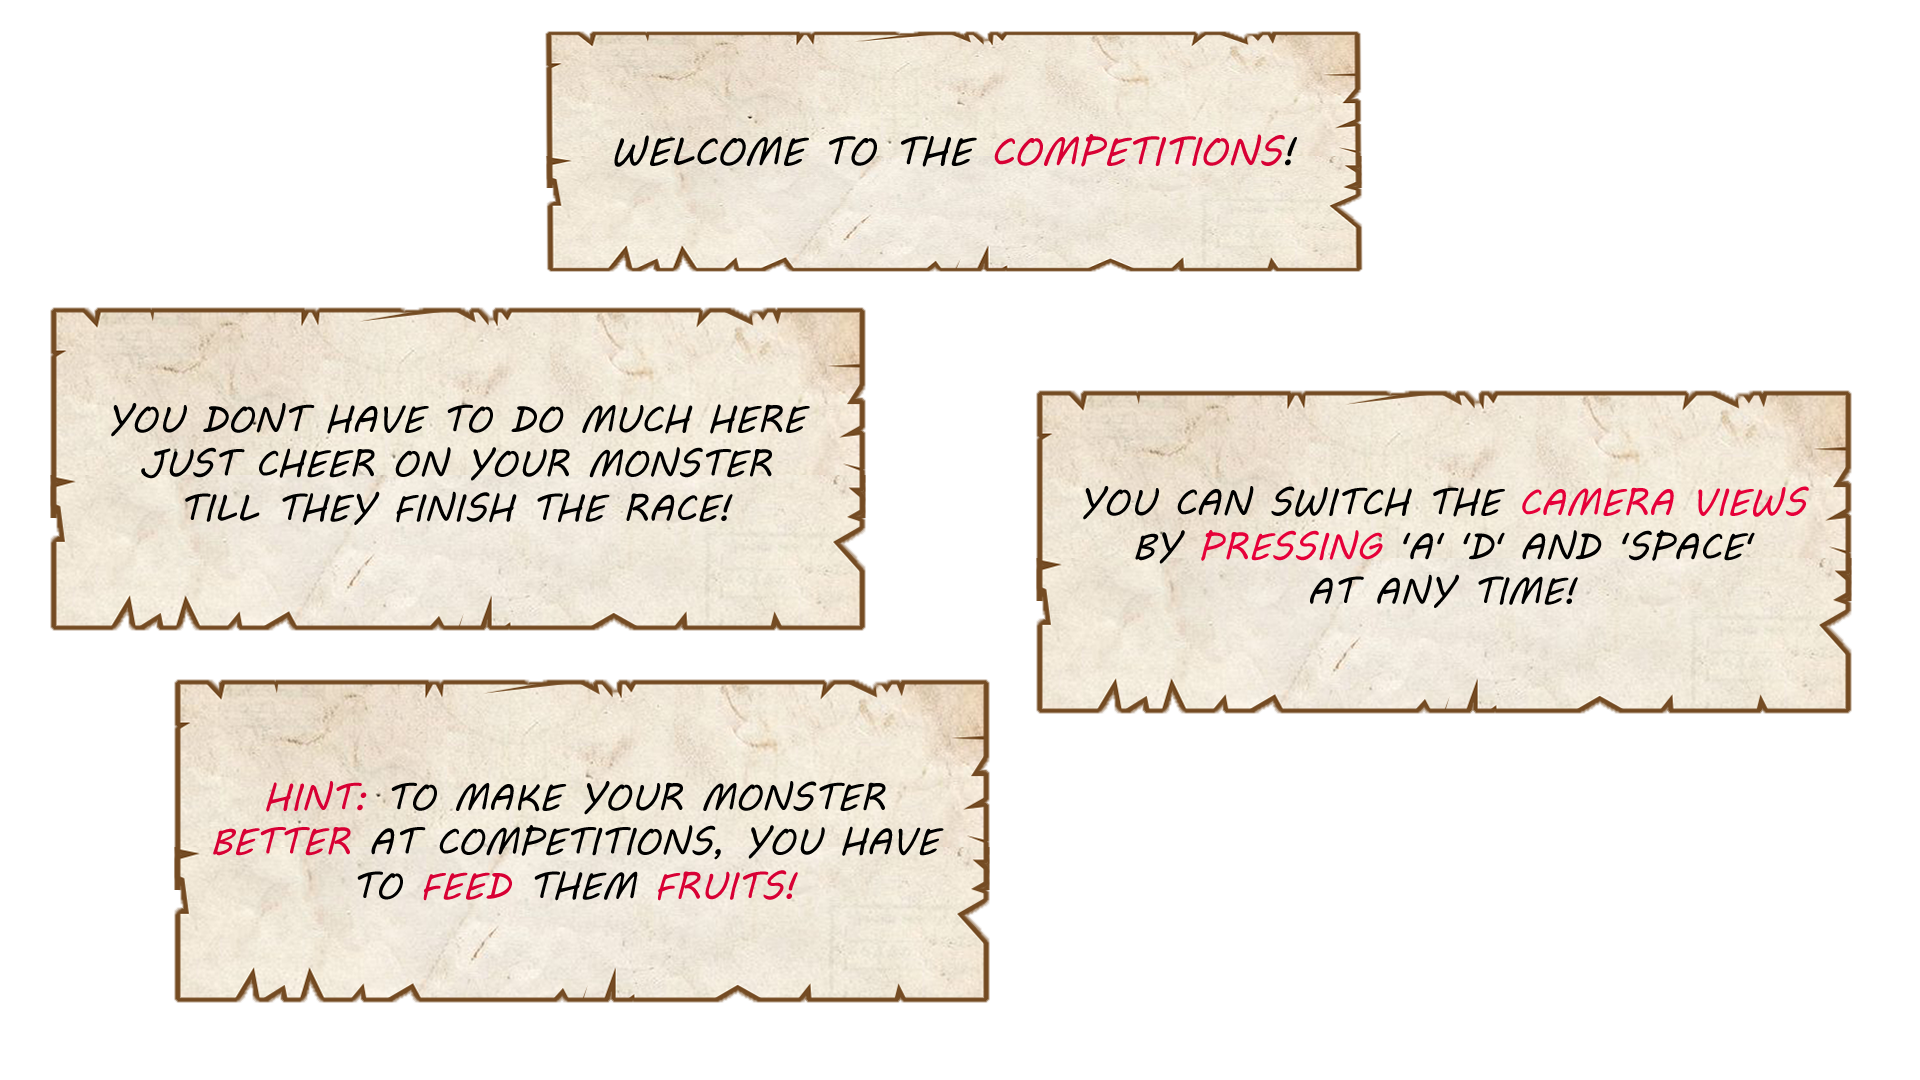 WELCOME TO THE COMPETITIONS!
YOU DONT HAVE TO DO MUCH HERE
JUST CHEER ON YOUR MONSTER
TILL THEY FINISH THE RACE!
YOU CAN SWITCH THE CAMERA VIEWS
BY PRESSING 'A' 'D' AND 'SPACE'
AT ANY TIME!
HINT: TO MAKE YOUR MONSTER
BETTER AT COMPETITIONS, YOU HAVE
TO FEED THEM FRUITS!